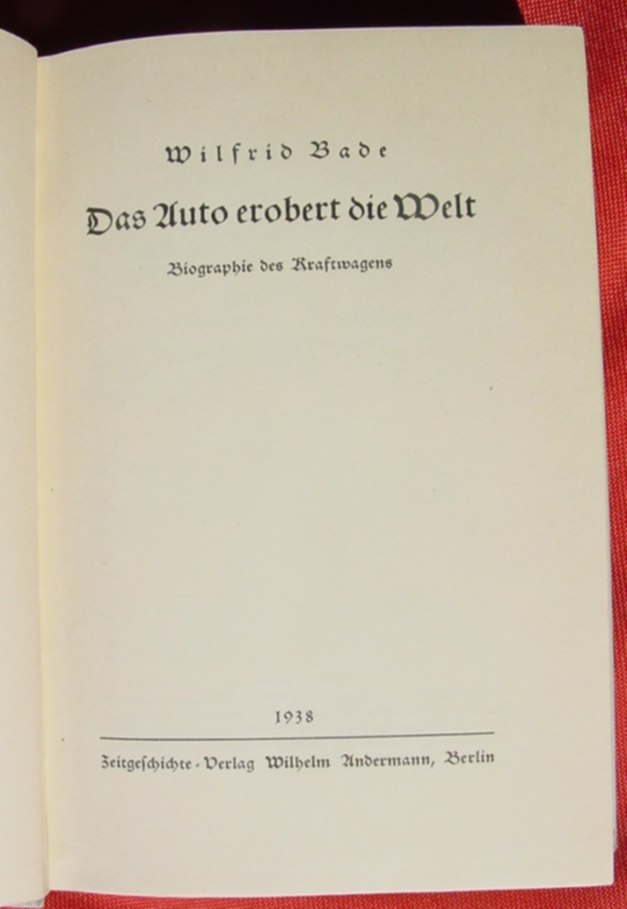 Wilfrid Bade
Das Auto erobert die Welt
Biographie des Kraftwagens
1938
Zeitgeſchichte-Verlag Wilhelm Andermann, Berlin